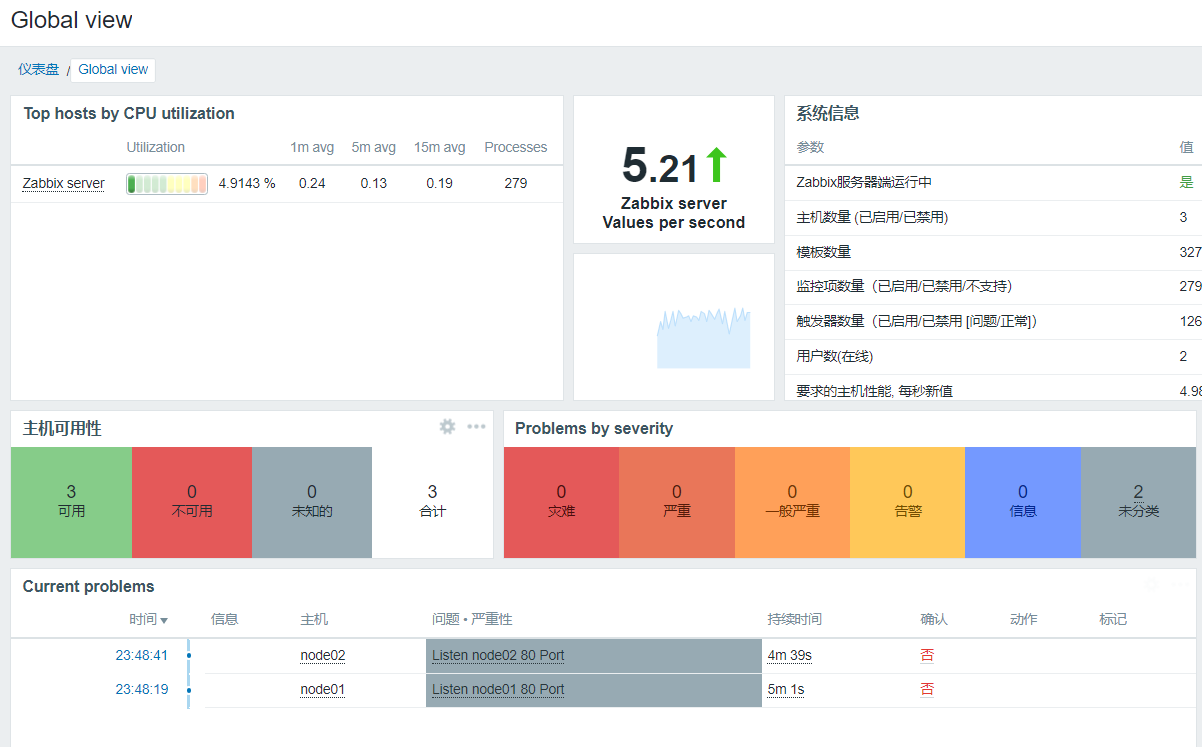 Global view
仪表盘 / Global view
Top hosts by CPU utilization
Utilization 1m avg 5m avg 15m avg Processes
Zabbix server 4.9143 % 0.24 0.13 0.19 279
5.21
Zabbix server
Values per second
系统信息
参数 值
Zabbix服务器端运行中 是
主机数量 (已启用/已禁用) 3
模板数量 327
监控项数量（已启用/已禁用/不支持） 279
触发器数量（已启用/已禁用 [问题/正常]） 126
用户数(在线) 2
要求的主机性能, 每秒新值 4.98
主机可用性
3 0 0 3
可用 不可用 未知的 合计
Problems by severity
0 0 0 0 0 2
灾难 严重 一般严重 告警 信息 未分类
Current problems
时间 信息 主机 问题 • 严重性 持续时间 确认 动作 标记
23:48:41 node02 Listen node02 80 Port 4m 39s 否
23:48:19 node01 Listen node01 80 Port 5m 1s 否